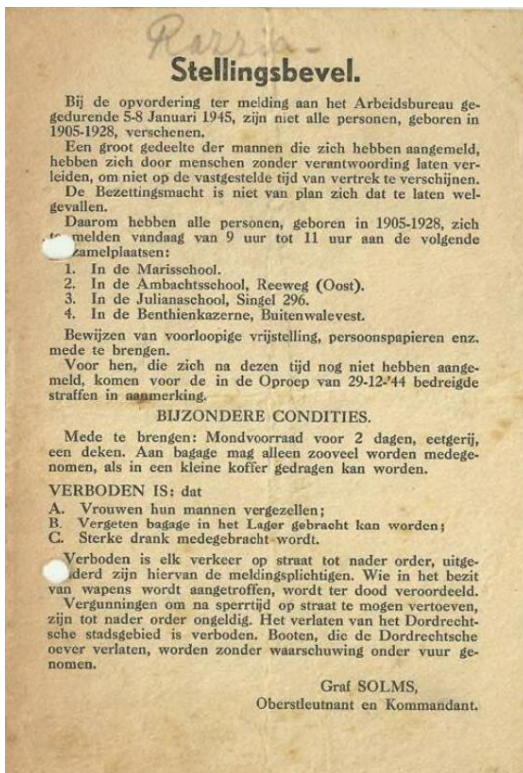 Razzia-
Stellingsbevel.
Bij de opvordering ter melding aan het Arbeidsbureau ge-
gedurende 5-8 Januari 1945, zijn niet alle personen, geboren in
1905-1928, verschenen.
Een groot gedeelte der mannen die zich hebben aangemeld,
hebben zich door menschen zonder verantwoording laten ver-
leiden, om niet op de vastgestelde tijd van vertrek te verschijnen.
De Bezettingsmacht is niet van plan zich dat te laten wel-
gevallen.
Daarom hebben alle personen, geboren in 1905-1928, zich
te melden vandaag van 9 uur tot 11 uur aan de volgende
zamelplaatsen:
1. In de Marisschool.
2. In de Ambachtsschool, Reeweg (Oost).
3. In de Julianaschool, Singel 296.
4. In de Benthienkazerne, Buitenwalevest.
Bewijzen van voorloopige vrijstelling, persoonspapieren enz.
mede te brengen.
Voor hen, die zich na dezen tijd nog niet hebben aange-
meld, komen voor de in de Oproep van 29-12-'44 bedreigde
straffen in aanmerking.
BIJZONDERE CONDITIES.
Mede te brengen: Mondvoorraad voor 2 dagen, eetgerij,
een deken. Aan bagage mag alleen zooveel worden medege-
nomen, als in een kleine koffer gedragen kan worden.
VERBODEN IS: dat
A. Vrouwen hun mannen vergezellen;
B. Vergeten bagage in het Lager gebracht kan worden;
C. Sterke drank medegebracht wordt.
Verboden is elk verkeer op straat tot nader order, uitge-
derd zijn hiervan de meldingsplichtigen. Wie in het bezit
van wapens wordt aangetroffen, wordt ter dood veroordeeld.
Vergunningen om na sperrtijd op straat te mogen vertoeven,
zijn tot nader order ongeldig. Het verlaten van het Dordrecht-
sche stadsgebied is verboden. Booten, die de Dordrechtsche
oever verlaten, worden zonder waarschuwing onder vuur ge-
nomen.
Graf SOLMS,
Oberstleutnant en Kommandant.